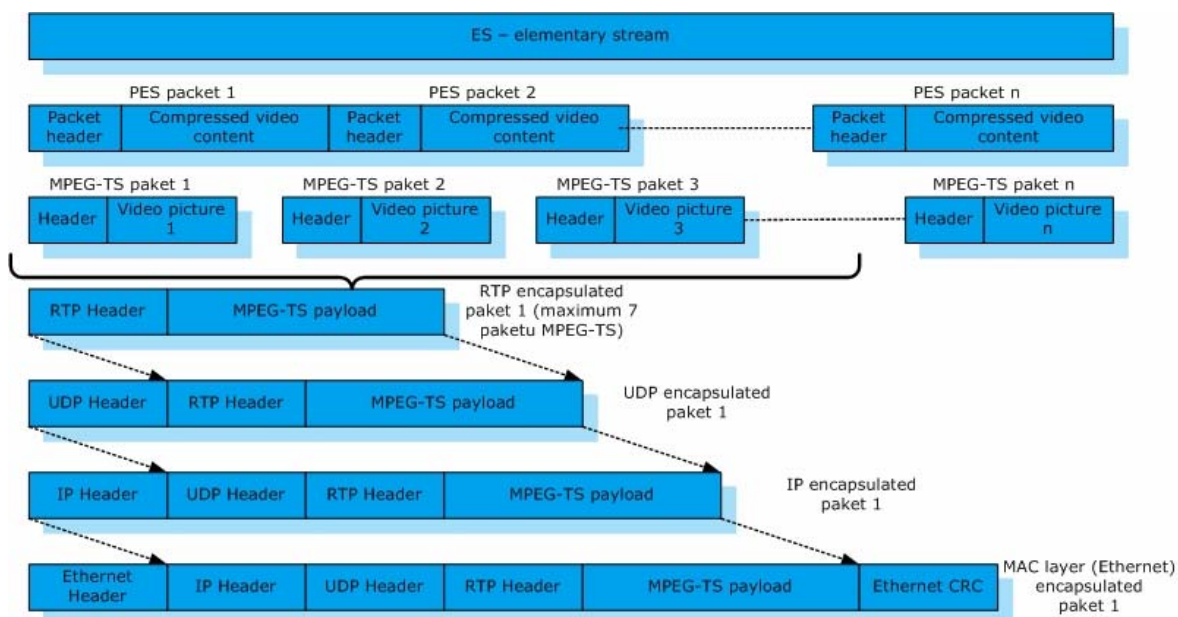 ES – elementary stream
PES packet 1
PES packet 2
PES packet n
Packet header
Compressed video content
Packet header
Compressed video content
Packet header
Compressed video content
MPEG-TS paket 1
MPEG-TS paket 2
MPEG-TS paket 3
MPEG-TS paket n
Header
Video picture 1
Header
Video picture 2
Header
Video picture 3
Header
Video picture n
RTP Header
MPEG-TS payload
RTP encapsulated
paket 1 (maximum 7
paketu MPEG-TS)
UDP Header
RTP Header
MPEG-TS payload
UDP encapsulated
paket 1
IP Header
UDP Header
RTP Header
MPEG-TS payload
IP encapsulated
paket 1
Ethernet Header
IP Header
UDP Header
RTP Header
MPEG-TS payload
Ethernet CRC
MAC layer (Ethernet)
encapsulated
paket 1